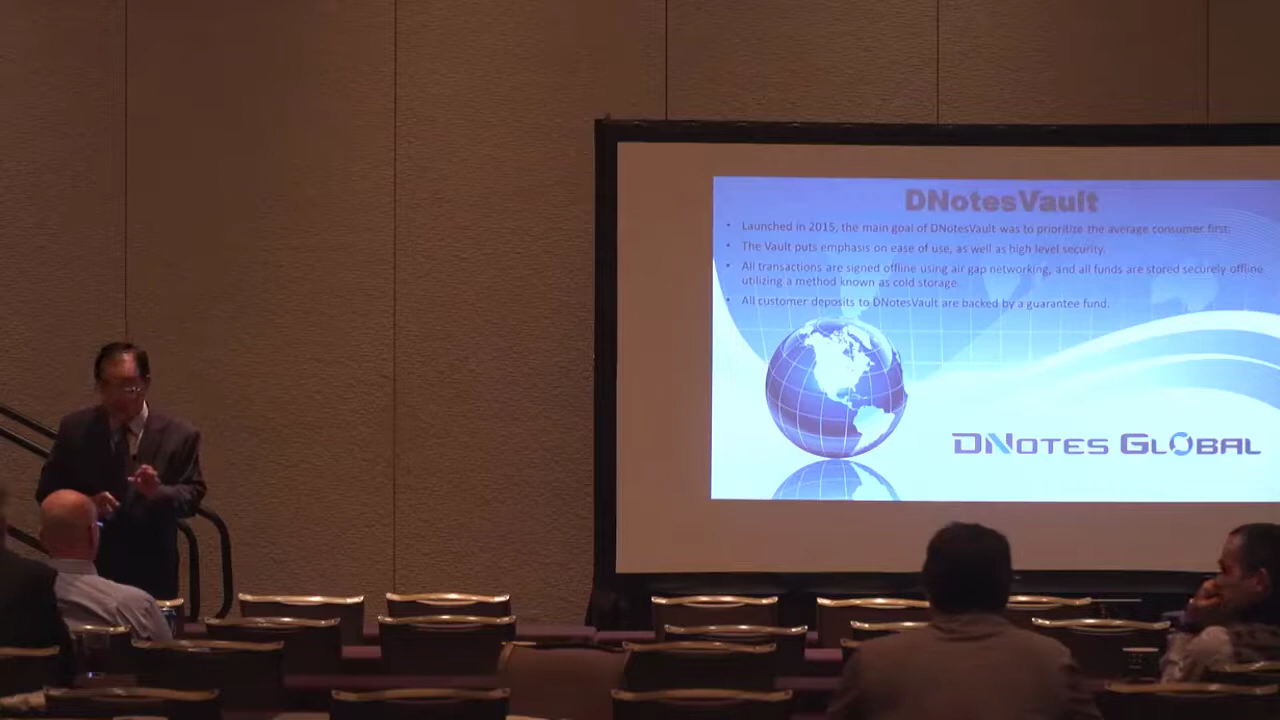 DNotesVault
• Launched in 2015, the main goal of DNotesVault was to prioritize the average consumer first.
• The Vault puts emphasis on ease of use, as well as high level security.
• All transactions are signed offline using air gap networking, and all funds are stored securely offline
utilizing a method known as cold storage.
• All customer deposits to DNotesVault are backed by a guarantee fund.
DNotes Global